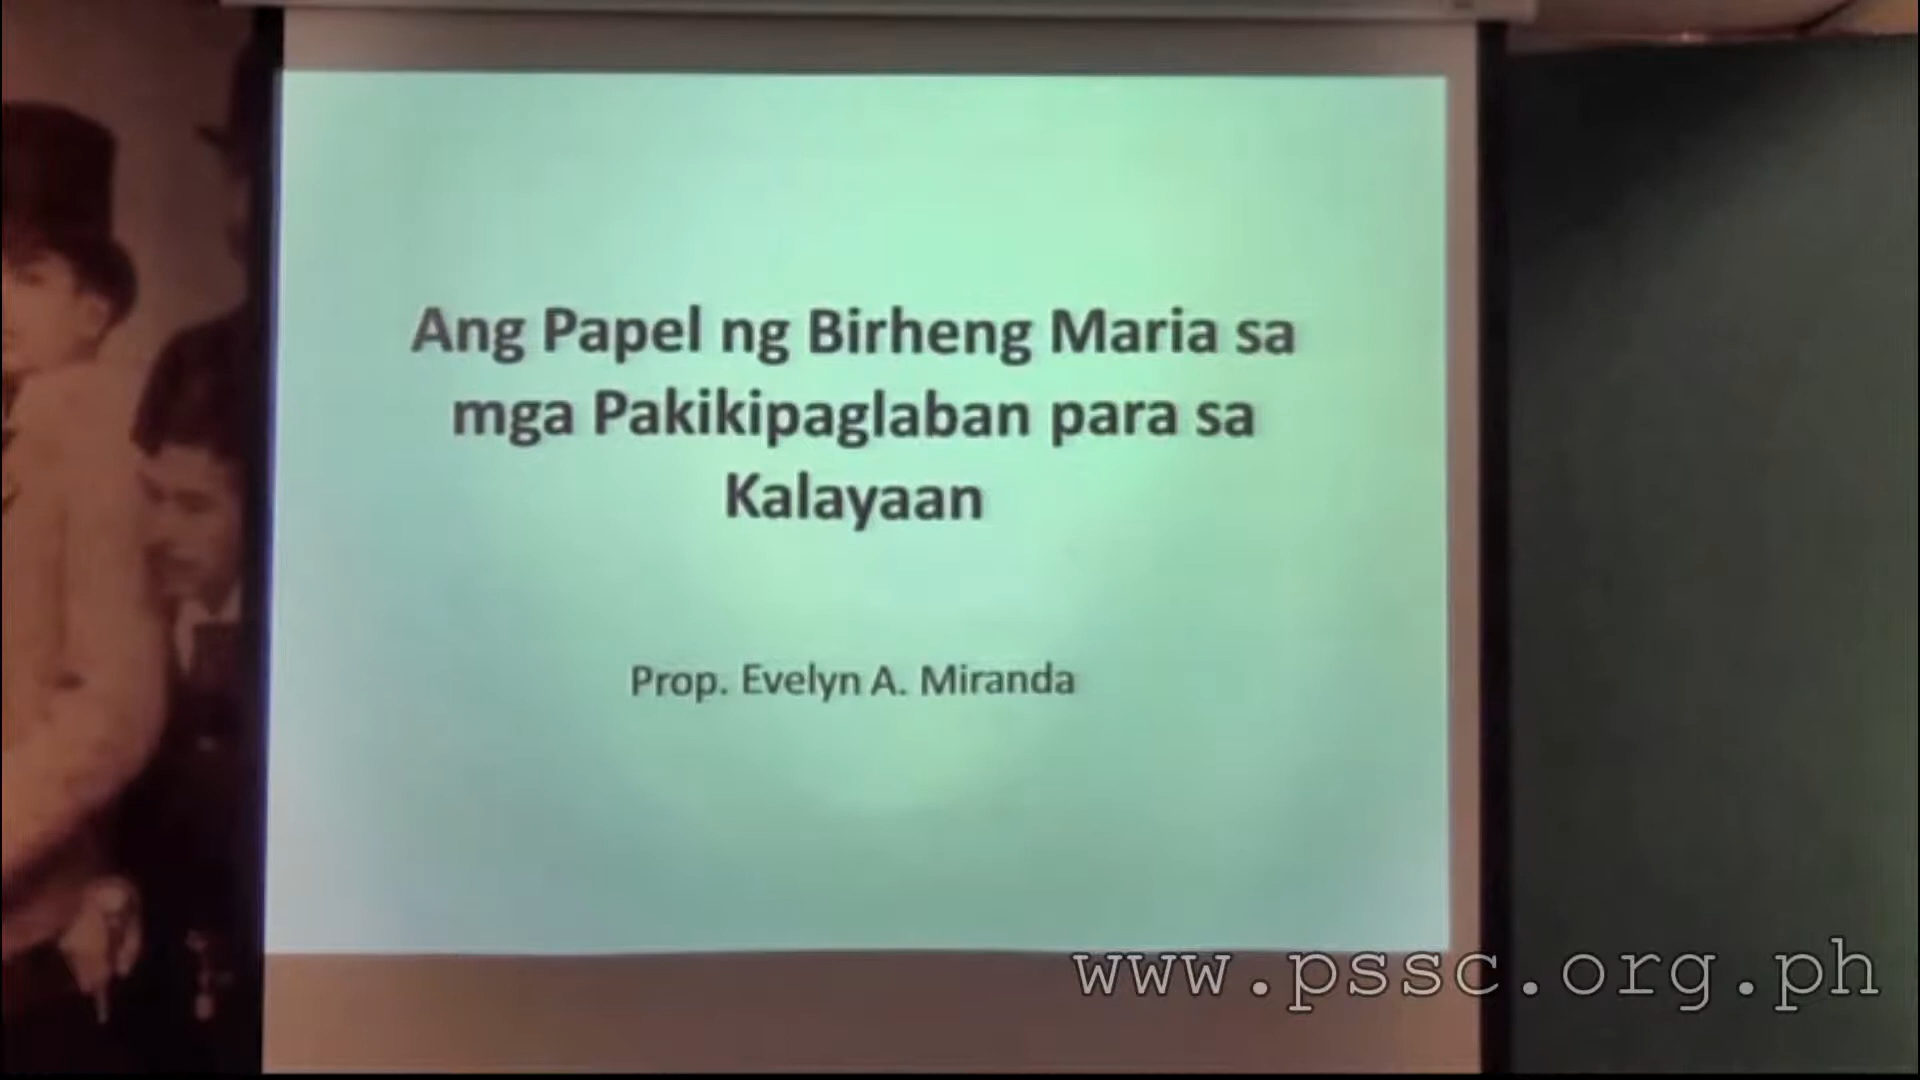 Ang Papel ng Birheng Maria sa
mga Pakikipaglaban para sa
Kalayaan
Prop. Evelyn A. Miranda
www.pssc.org.ph